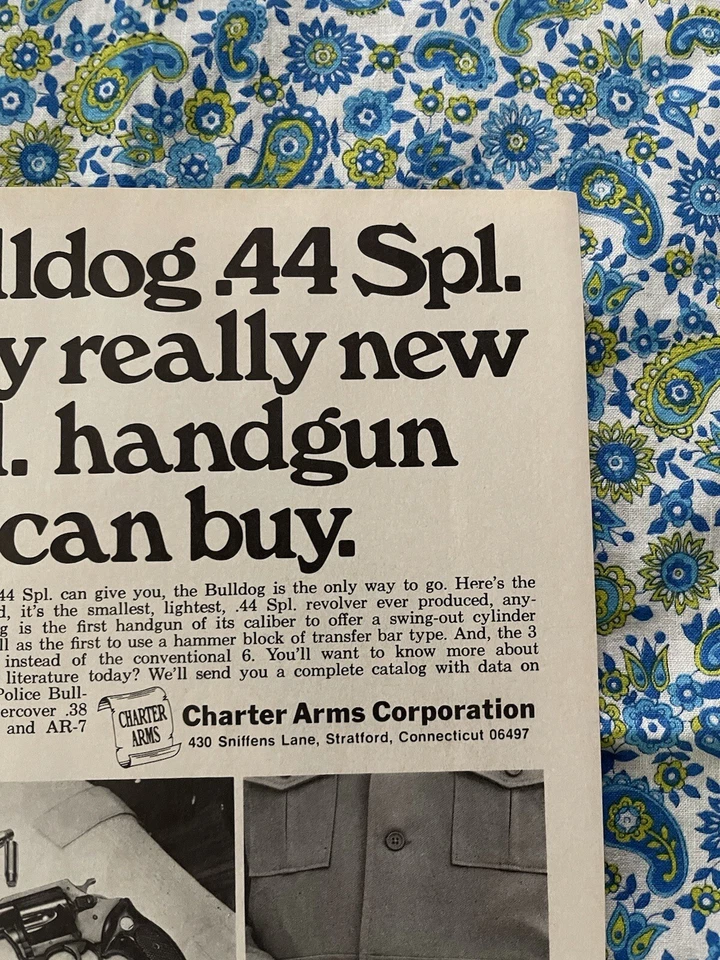 lldog .44 Spl.
y really new
l. handgun
can buy.
44 Spl. can give you, the Bulldog is the only way to go. Here's the
d, it's the smallest, lightest, .44 Spl. revolver ever produced, any-
g is the first handgun of its caliber to offer a swing-out cylinder
ll as the first to use a hammer block of transfer bar type. And, the 3
instead of the conventional 6. You'll want to know more about
literature today? We'll send you a complete catalog with data on
Police Bull-
ercover .38
and AR-7
CHARTER
ARMS
Charter Arms Corporation
430 Sniffens Lane, Stratford, Connecticut 06497